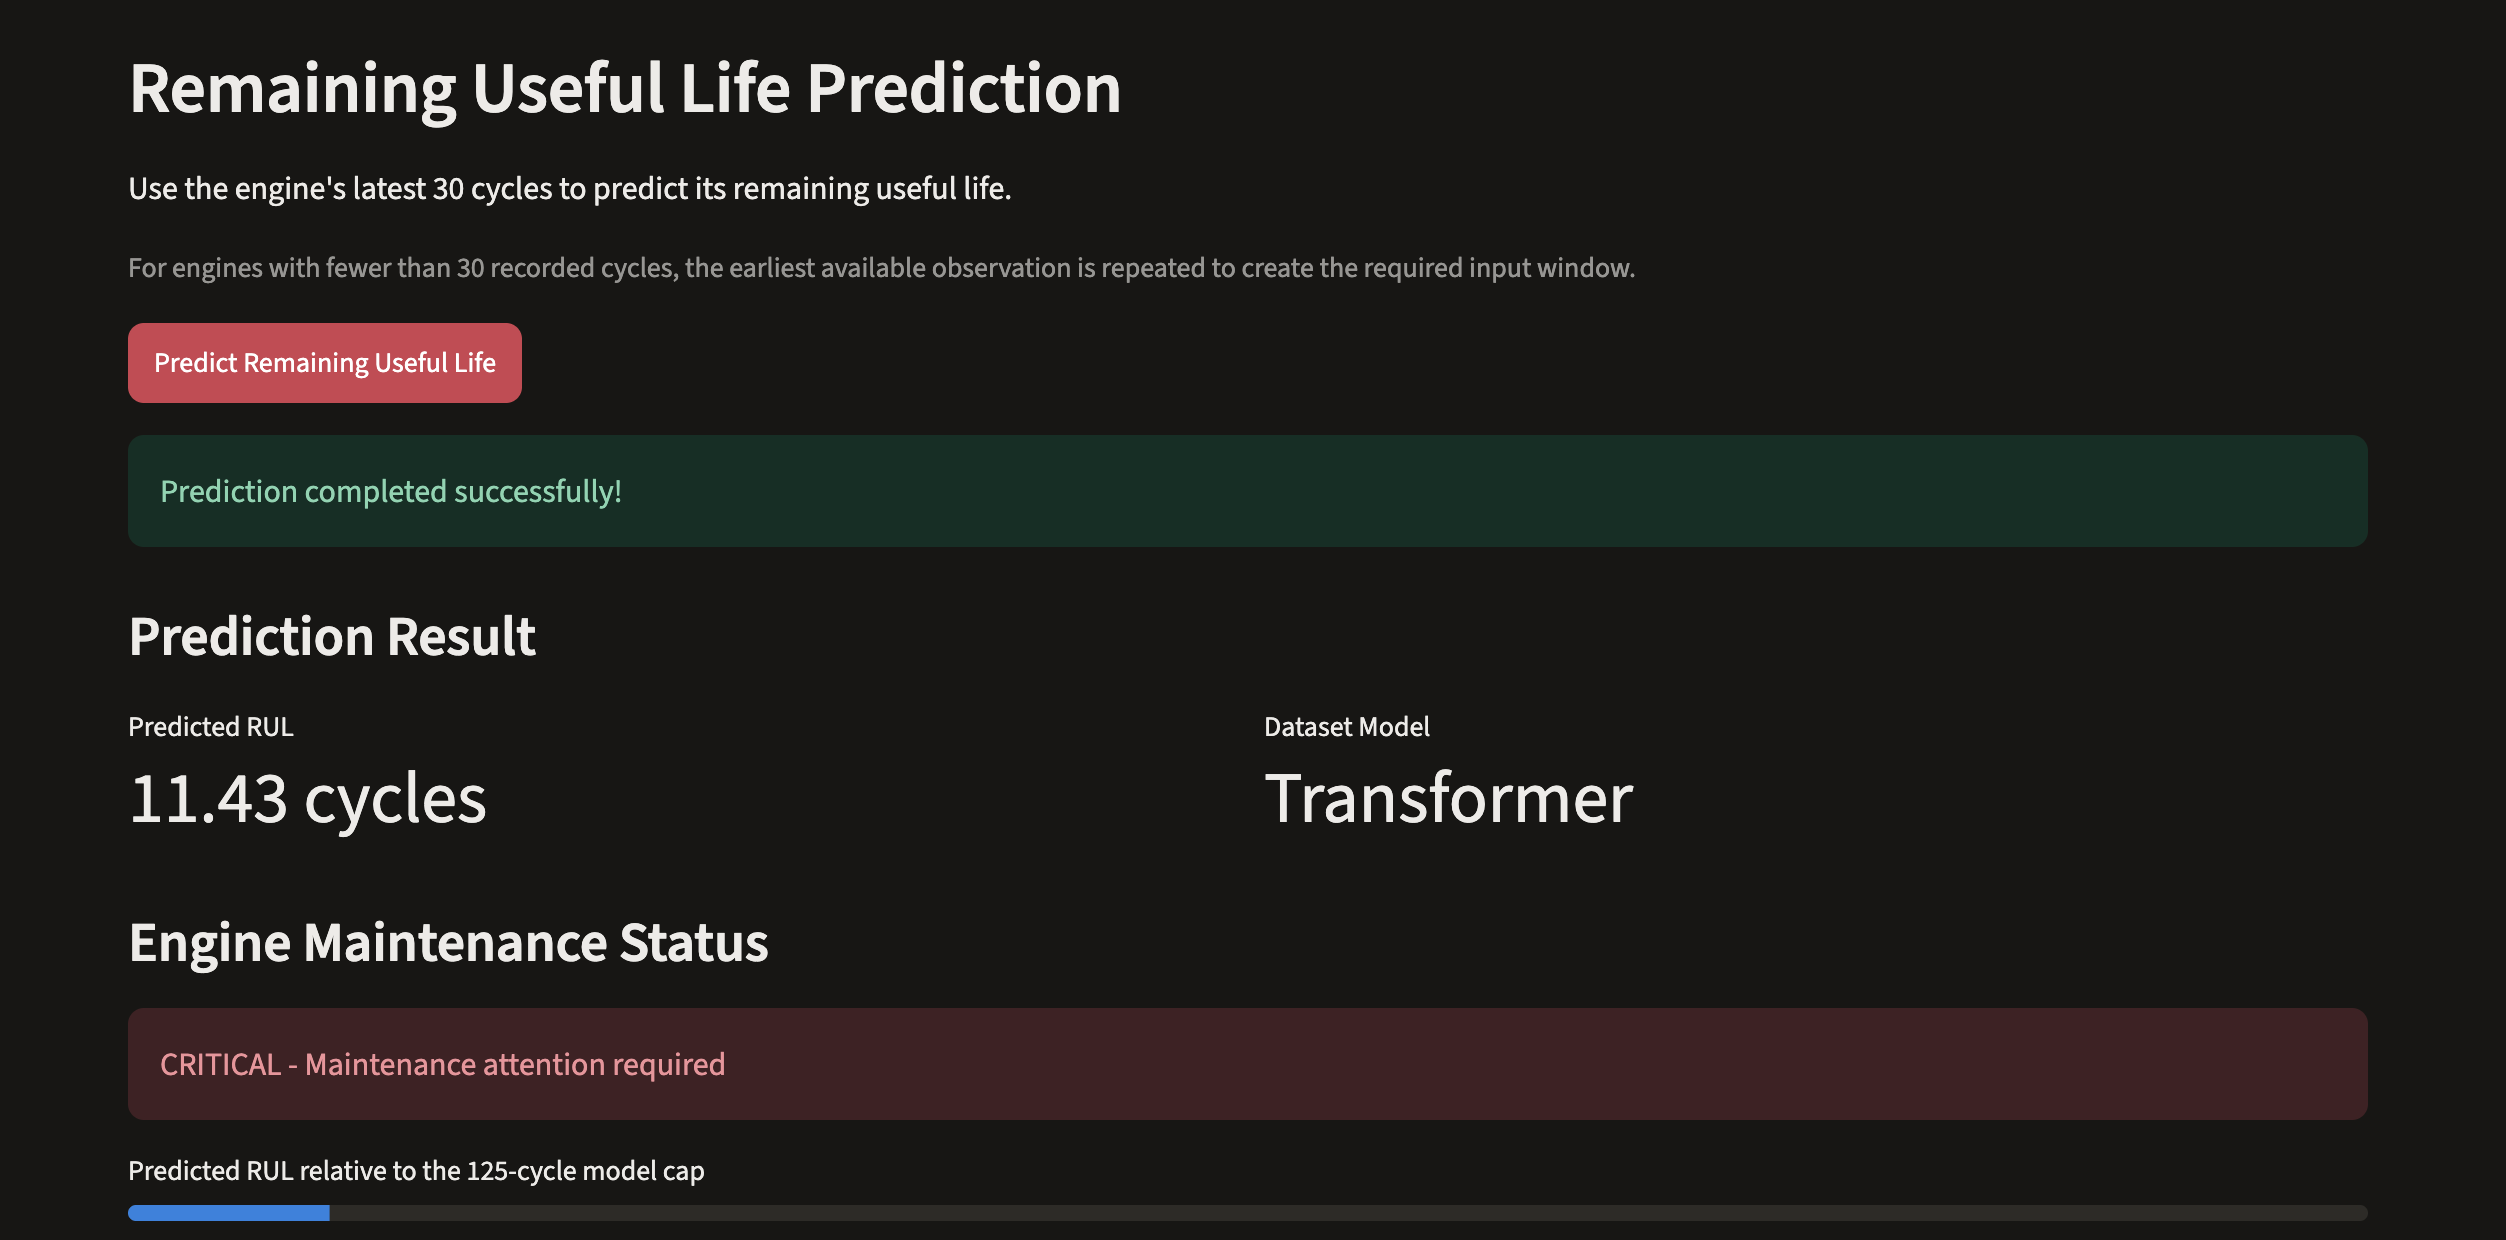 Remaining Useful Life Prediction
Use the engine's latest 30 cycles to predict its remaining useful life.
For engines with fewer than 30 recorded cycles, the earliest available observation is repeated to create the required input window.
Predict Remaining Useful Life
Prediction completed successfully!
Prediction Result
Predicted RUL
11.43 cycles
Dataset Model
Transformer
Engine Maintenance Status
CRITICAL - Maintenance attention required
Predicted RUL relative to the 125-cycle model cap